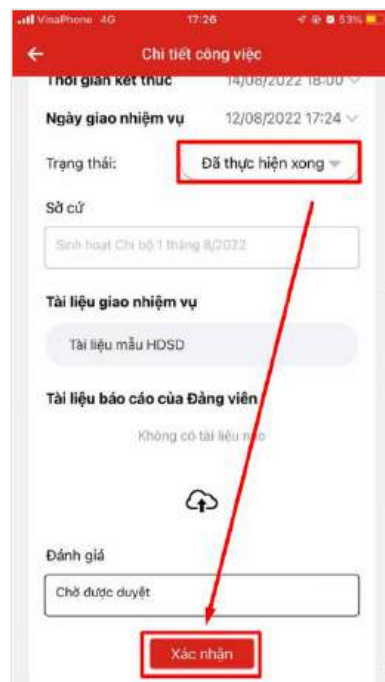 VinaPhone 4G 17:26 53%
Chi tiết công việc
Thời gian kết thúc 14/08/2022 18:00
Ngày giao nhiệm vụ 12/08/2022 17:24
Trạng thái: Đã thực hiện xong
Sở cứ
Sinh hoạt Chi bộ 1 tháng 8/2022
Tài liệu giao nhiệm vụ
Tài liệu mẫu HDSD
Tài liệu báo cáo của Đảng viên
Không có tài liệu nào
Đánh giá
Chờ được duyệt
Xác nhận